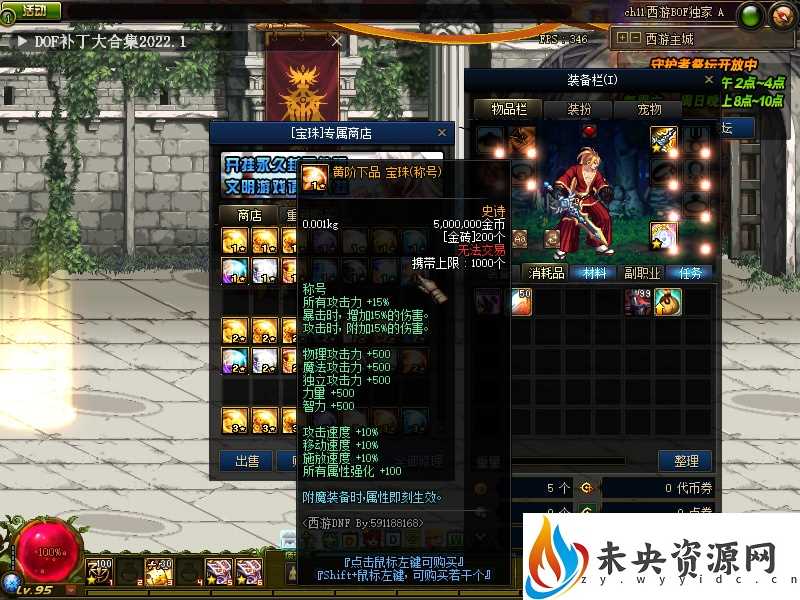 活动
ch11西游BOF独家 A
DOF补丁大合集2022.1
FPS : 346
西游主城
守护者祭坛开放中
午 2点~4点
周日晚上8点~10点
装备栏(I)
物品栏
装扮
宠物
[宝珠]专属商店
商店
黄阶下品 宝珠(称号)
史诗
0.001kg
5,000,000金币
[金砖]200个
无法交易
携带上限 : 1000个
消耗品
材料
副职业
任务
50
称号
所有攻击力 +15%
暴击时, 增加15%的伤害。
攻击时, 附加15%的伤害。
物理攻击力 +500
魔法攻击力 +500
独立攻击力 +500
力量 +500
智力 +500
攻击速度 +10%
移动速度 +10%
施放速度 +10%
所有属性强化 +100
附魔装备时,属性即刻生效。
<西游DNF By:591188168>
『点击鼠标左键可购买』
『Shift+鼠标左键, 可购买若干个』
出售
整理
5 个
0 代币券
100%
Lv.95
未央资源网
zy.wyyidc.cn